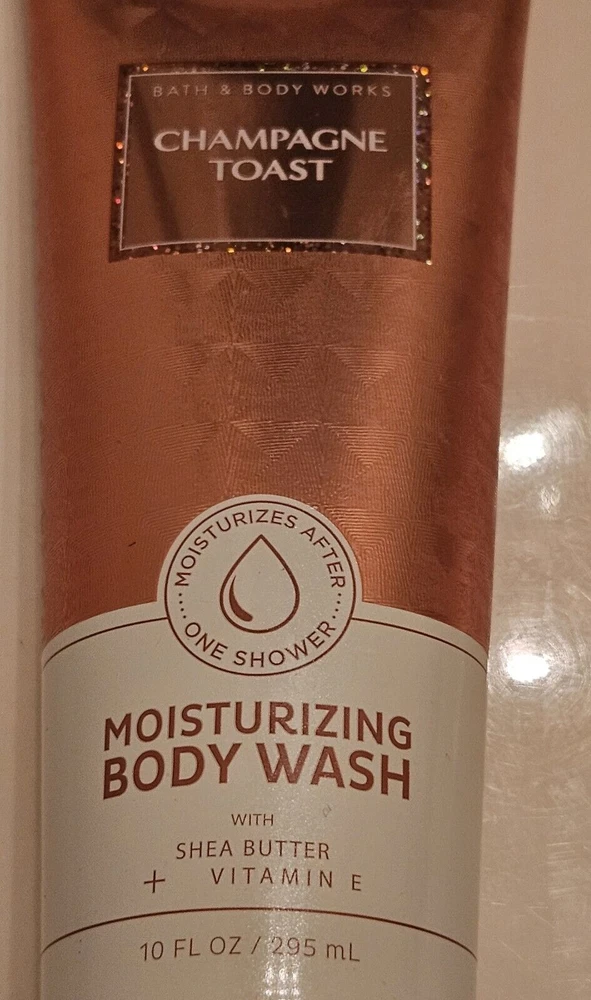 BATH & BODY WORKS
CHAMPAGNE
TOAST
MOISTURIZES AFTER
ONE SHOWER
MOISTURIZING
BODY WASH
WITH
SHEA BUTTER
+ VITAMIN E
10 FL OZ / 295 mL